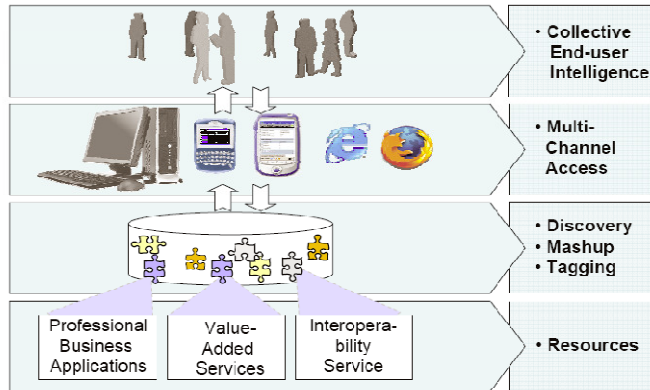 • Collective
End-user
Intelligence
• Multi-
Channel
Access
• Discovery
• Mashup
• Tagging
Professional
Business
Applications
Value-
Added
Services
Interopera-
bility
Service
• Resources